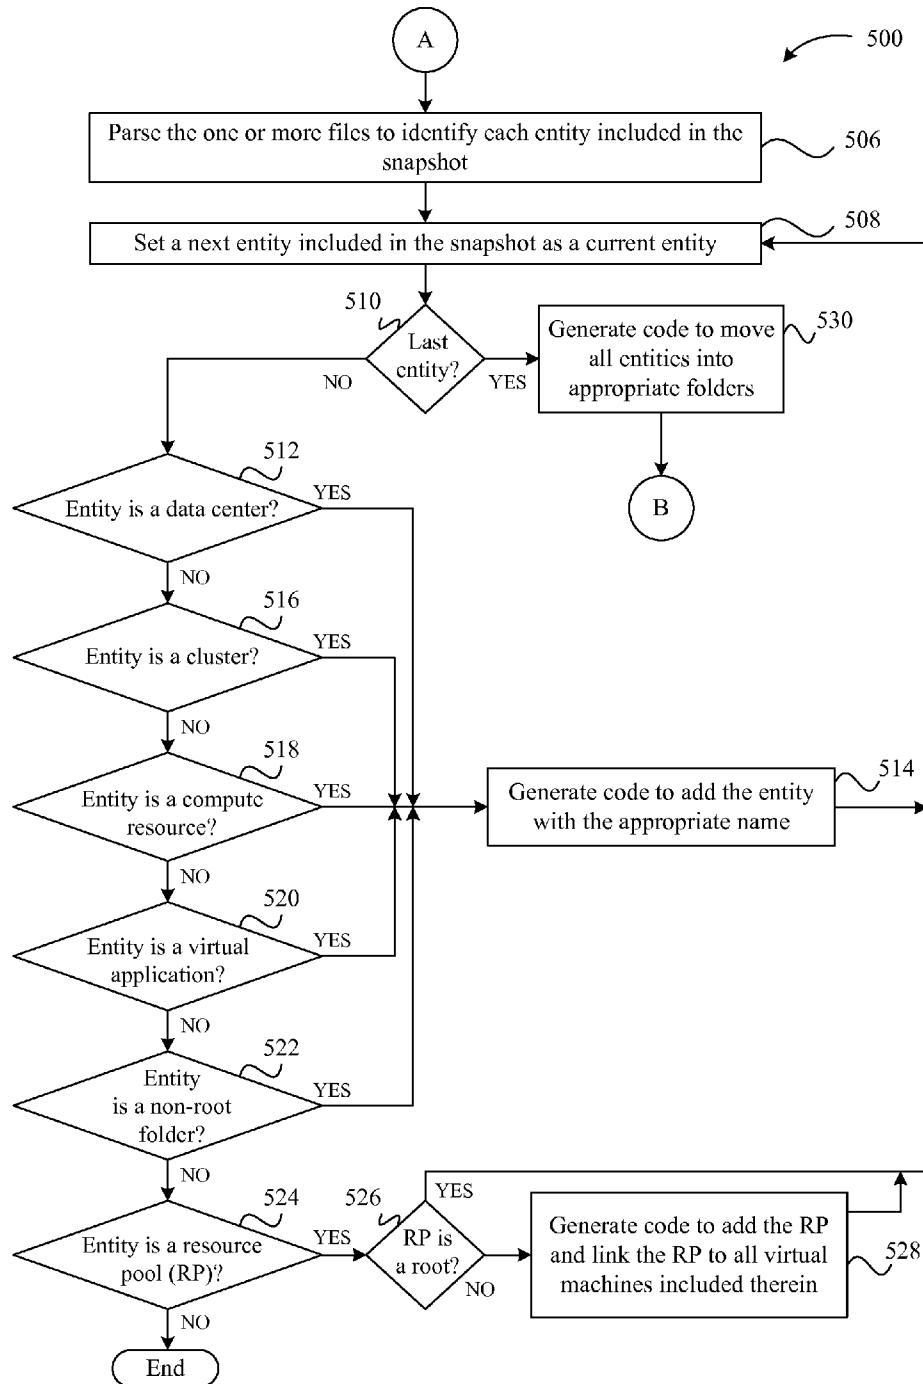 A
500
Parse the one or more files to identify each entity included in the
snapshot
506
Set a next entity included in the snapshot as a current entity
508
510
Last
entity?
NO
YES
Generate code to move
all entities into
appropriate folders
530
B
512
Entity is a data center?
YES
NO
516
Entity is a cluster?
YES
NO
518
Entity is a compute
resource?
YES
Generate code to add the entity
with the appropriate name
514
NO
520
Entity is a virtual
application?
YES
NO
522
Entity
is a non-root
folder?
YES
NO
524
Entity is a resource
pool (RP)?
YES
526
RP is
a root?
YES
NO
Generate code to add the RP
and link the RP to all virtual
machines included therein
528
NO
End